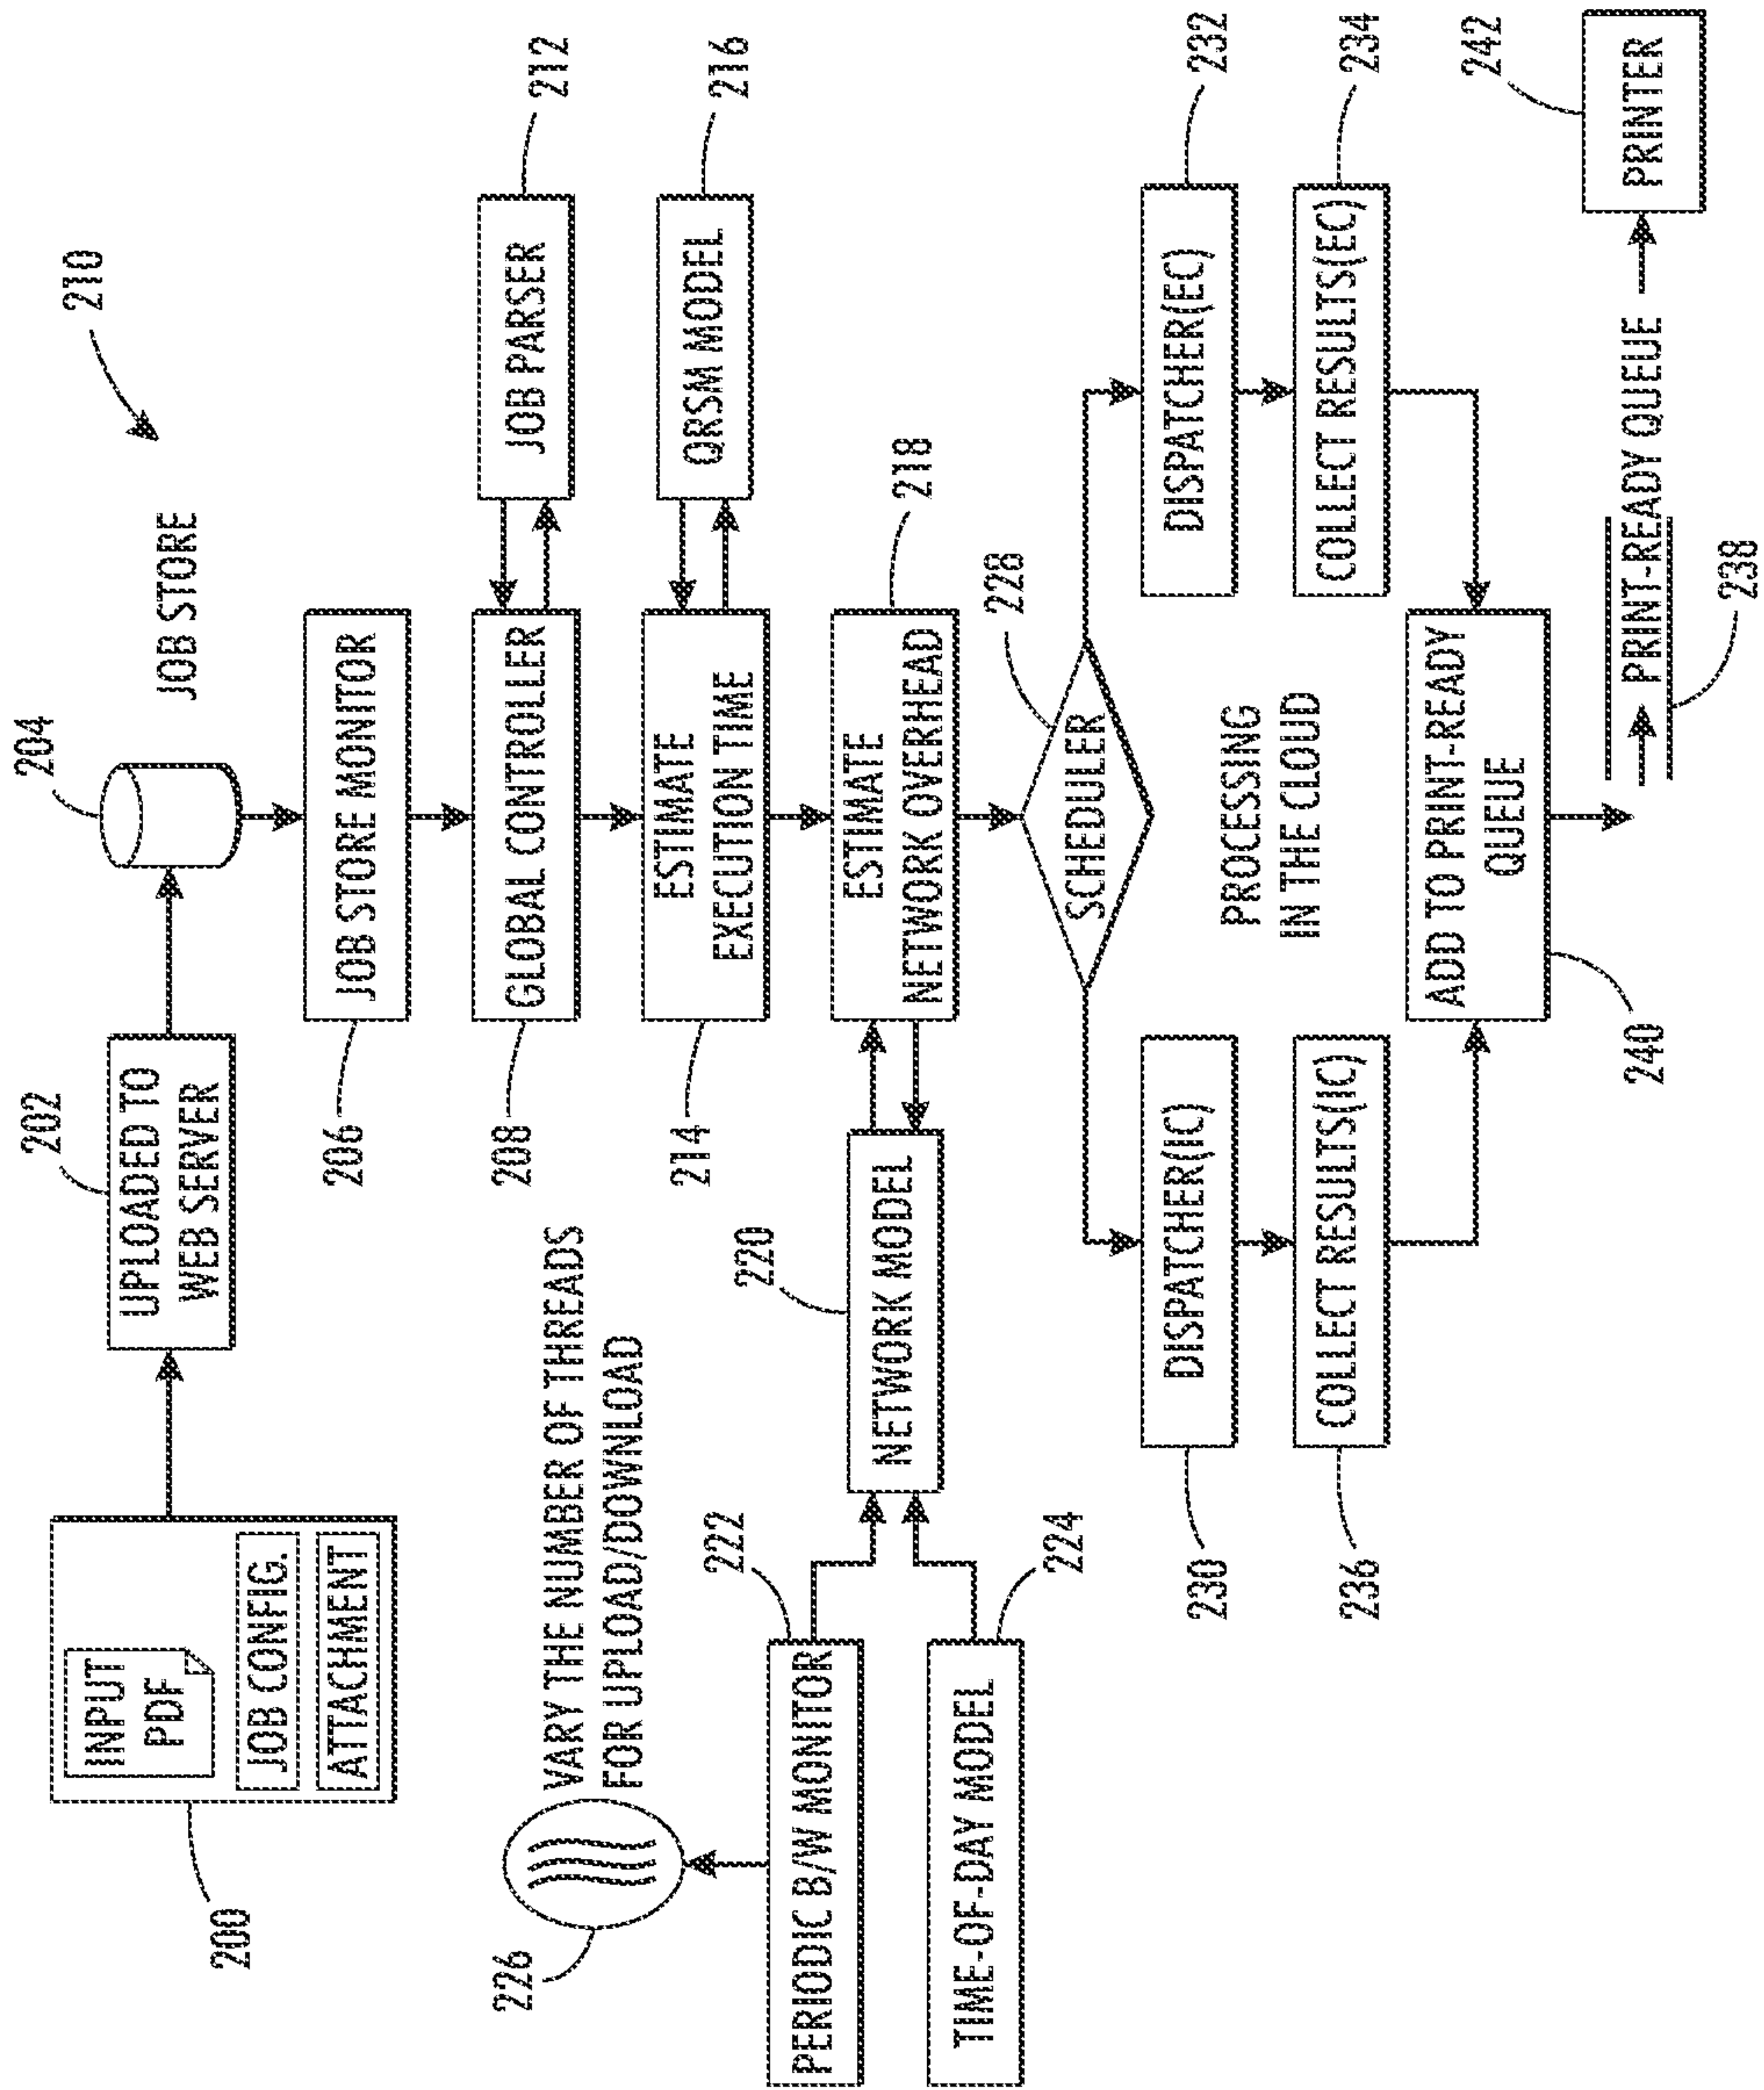 210
204
JOB STORE
202
UPLOADED TO
WEB SERVER
INPUT
PDF
JOB CONFIG.
ATTACHMENT
200
JOB STORE MONITOR
206
GLOBAL CONTROLLER
208
JOB PARSER
212
ESTIMATE
EXECUTION TIME
214
QRSM MODEL
216
VARY THE NUMBER OF THREADS
FOR UPLOAD/DOWNLOAD
226
ESTIMATE
NETWORK OVERHEAD
218
NETWORK MODEL
220
PERIODIC B/W MONITOR
222
TIME-OF-DAY MODEL
224
SCHEDULER
228
DISPATCHER(IC)
230
DISPATCHER(EC)
232
PROCESSING
IN THE CLOUD
COLLECT RESULTS(IC)
236
COLLECT RESULTS(EC)
234
ADD TO PRINT-READY
QUEUE
240
PRINT-READY QUEUE
238
PRINTER
242